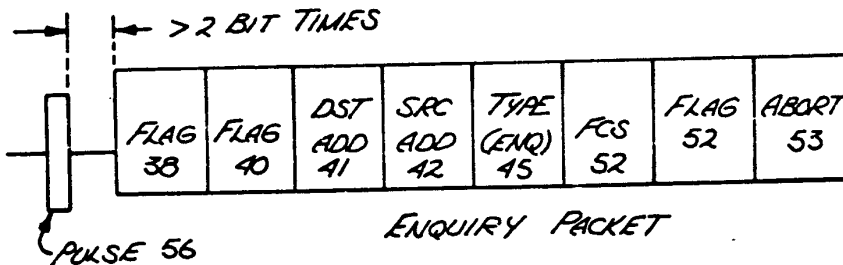 >2 BIT TIMES
FLAG 38
FLAG 40
DST ADD 41
SRC ADD 42
TYPE (ENQ) 45
FCS 52
FLAG 52
ABORT 53
PULSE 56
ENQUIRY PACKET